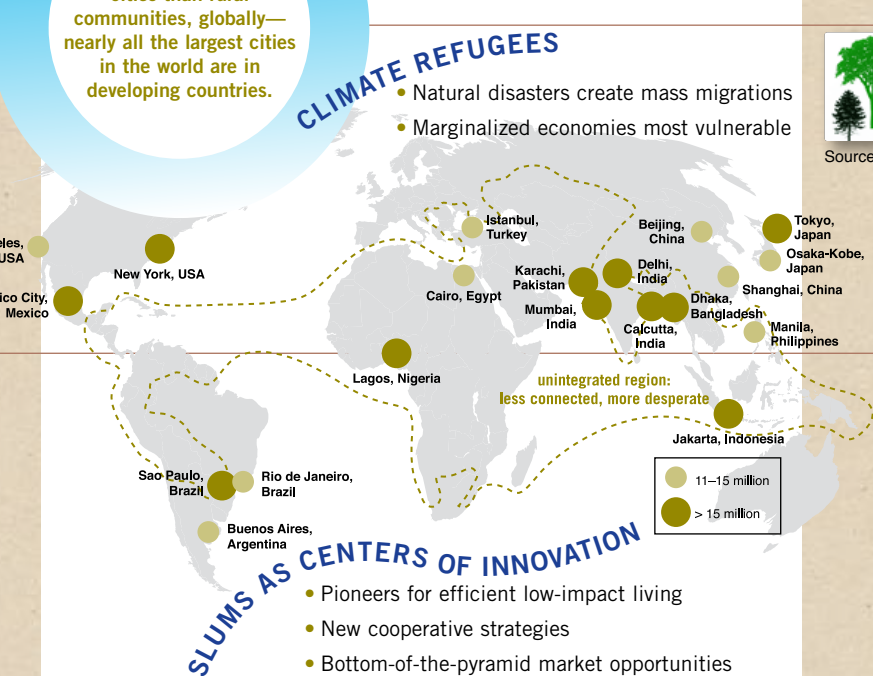 communities, globally—
nearly all the largest cities
in the world are in
developing countries.
CLIMATE REFUGEES
• Natural disasters create mass migrations
• Marginalized economies most vulnerable
Source
USA
New York, USA
Mexico
Istanbul,
Turkey
Cairo, Egypt
Beijing,
China
Tokyo,
Japan
Osaka-Kobe,
Japan
Karachi,
Pakistan
Delhi,
India
Shanghai, China
Mumbai,
India
Dhaka,
Bangladesh
Calcutta,
India
Manila,
Philippines
Lagos, Nigeria
unintegrated region:
less connected, more desperate
Jakarta, Indonesia
Sao Paulo,
Brazil
Rio de Janeiro,
Brazil
11–15 million
> 15 million
Buenos Aires,
Argentina
SLUMS AS CENTERS OF INNOVATION
• Pioneers for efficient low-impact living
• New cooperative strategies
• Bottom-of-the-pyramid market opportunities